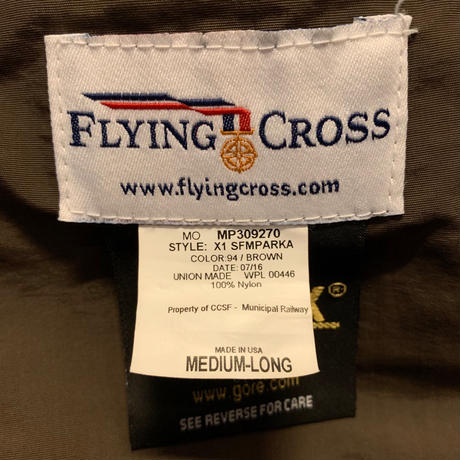 FLYING CROSS
www.flyingcross.com
MO MP309270
STYLE: X1 SFMPARKA
COLOR:94 / BROWN
DATE: 07/16
UNION MADE WPL 00446
100% Nylon
Property of CCSF - Municipal Railway
MADE IN USA
MEDIUM-LONG
X®
www.gore.com
SEE REVERSE FOR CARE